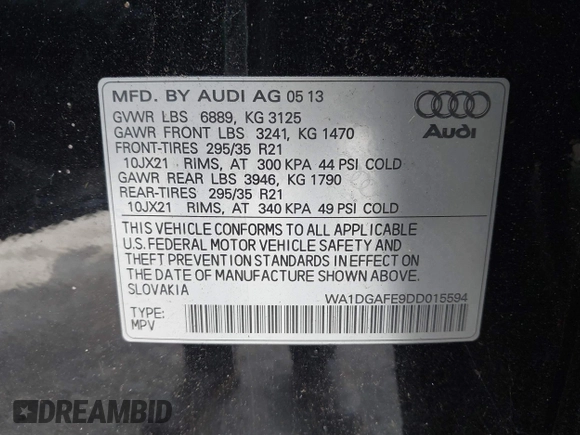 MFD. BY AUDI AG 05 13
GVWR LBS 6889, KG 3125
GAWR FRONT LBS 3241, KG 1470
FRONT-TIRES 295/35 R21
10JX21 RIMS, AT 300 KPA 44 PSI COLD
GAWR REAR LBS 3946, KG 1790
REAR-TIRES 295/35 R21
10JX21 RIMS, AT 340 KPA 49 PSI COLD
Audi
THIS VEHICLE CONFORMS TO ALL APPLICABLE
U.S. FEDERAL MOTOR VEHICLE SAFETY AND
THEFT PREVENTION STANDARDS IN EFFECT ON
THE DATE OF MANUFACTURE SHOWN ABOVE.
SLOVAKIA
WA1DGAFE9DD015594
TYPE:
MPV
DREAMBID